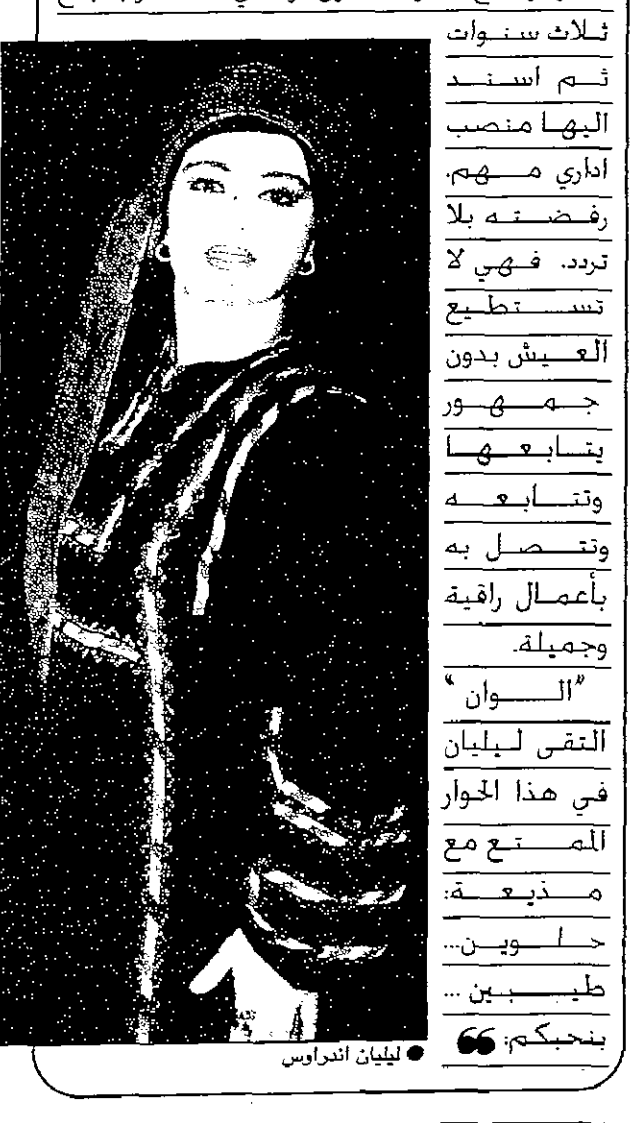 ثلاث سنوات
ثم اسند
اليها منصب
اداري مهم.
رفضته بلا
تردد. فهي لا
تستطيع
العيش بدون
جمهور
يتابعها
وتتابعه
وتتصل به
بأعمال راقية
وجميلة.
"الوان"
التقى ليليان
في هذا الحوار
الممتع مع
مذيعة:
حلوين...
طيبين ...
بنحبكم:
● ليليان اندراوس